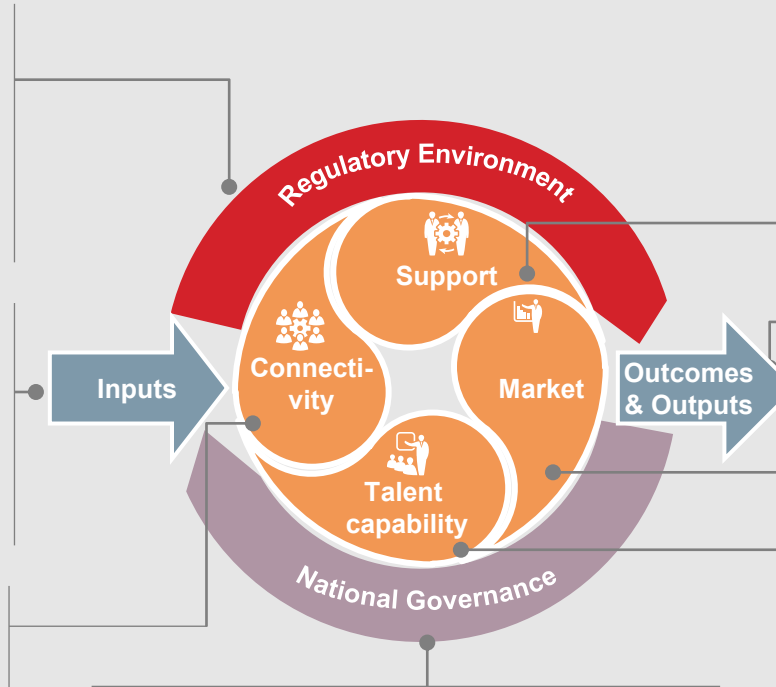 Regulatory Environment
Support
Connecti-
vity
Market
Inputs
Outcomes
& Outputs
Talent
capability
National Governance